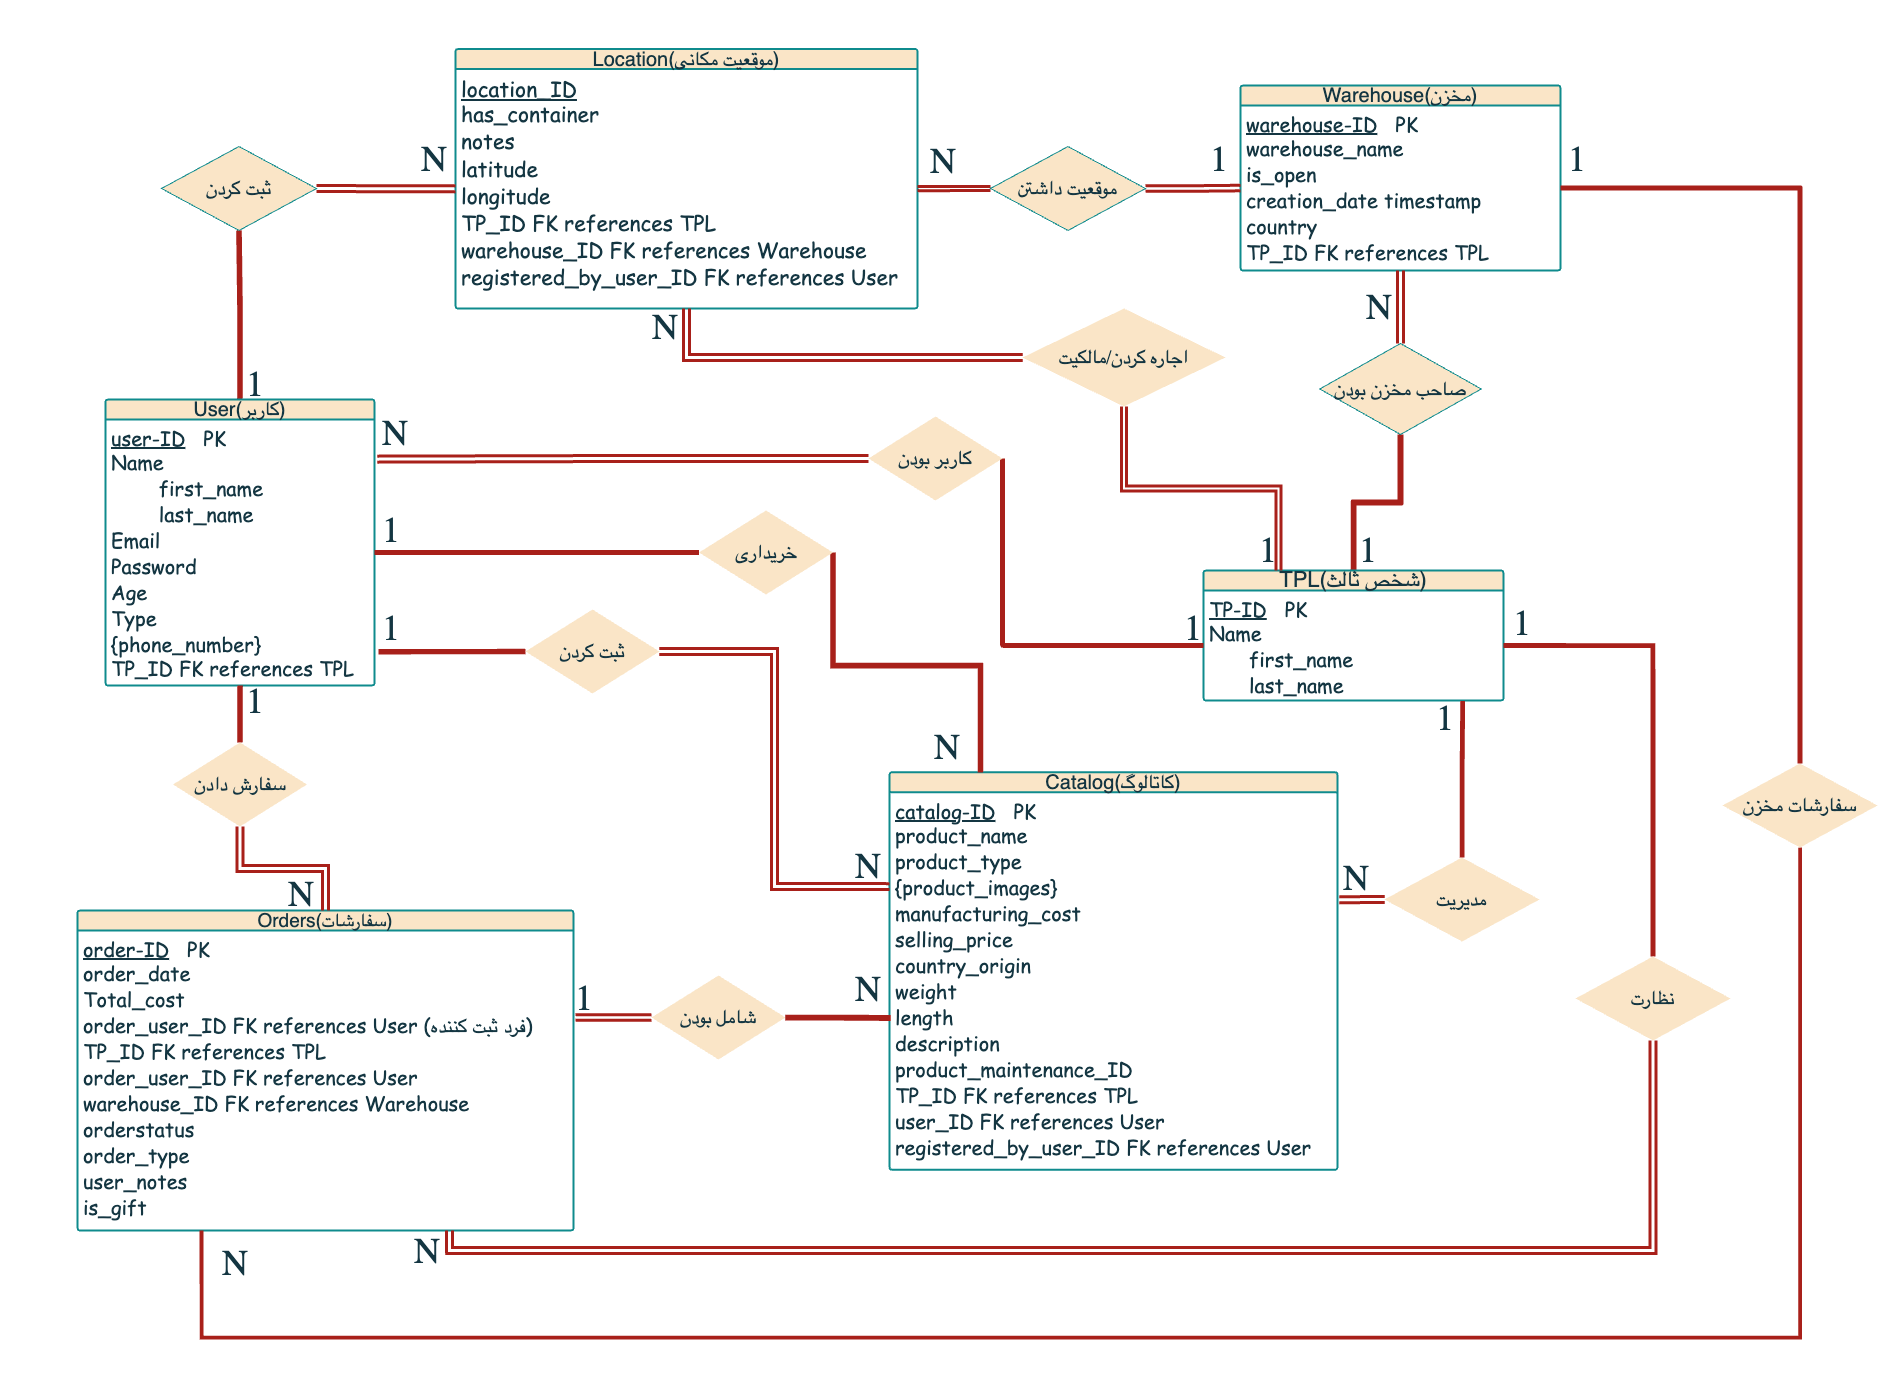 Location(موقعیت مکانی)
location_ID
has_container
notes
latitude
longitude
TP_ID FK references TPL
warehouse_ID FK references Warehouse
registered_by_user_ID FK references User
Warehouse(مخزن)
warehouse-ID PK
warehouse_name
is_open
creation_date timestamp
country
TP_ID FK references TPL
ثبت کردن
N
N
موقعیت داشتن
1
1
N
اجاره کردن/مالکیت
N
صاحب مخزن بودن
1
User(کاربر)
user-ID PK
Name
first_name
last_name
Email
Password
Age
Type
{phone_number}
TP_ID FK references TPL
N
کاربر بودن
1
خریداری
1
ثبت کردن
1
1
1
TPL(شخص ثالث)
TP-ID PK
Name
first_name
last_name
1
1
1
سفارش دادن
N
N
Catalog(کاتالوگ)
catalog-ID PK
product_name
product_type
{product_images}
manufacturing_cost
selling_price
country_origin
weight
length
description
product_maintenance_ID
TP_ID FK references TPL
user_ID FK references User
registered_by_user_ID FK references User
سفارشات مخزن
N
N
مدیریت
نظارت
Orders(سفارشات)
order-ID PK
order_date
Total_cost
order_user_ID FK references User (فرد ثبت کننده)
TP_ID FK references TPL
order_user_ID FK references User
warehouse_ID FK references Warehouse
orderstatus
order_type
user_notes
is_gift
1
شامل بودن
N
N
N